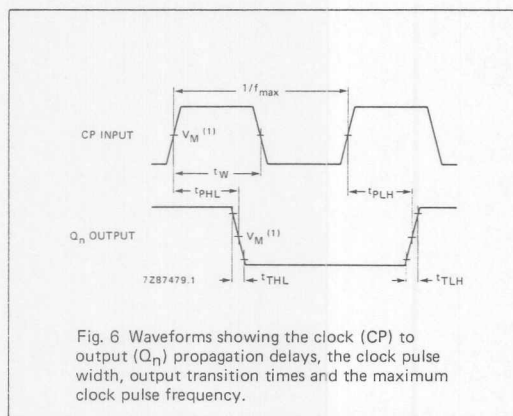 1/fmax
CP INPUT
VM (1)
tW
tPHL
tPLH
Qn OUTPUT
VM (1)
7Z87479.1
tTHL
tTLH
Fig. 6 Waveforms showing the clock (CP) to
output (Qn) propagation delays, the clock pulse
width, output transition times and the maximum
clock pulse frequency.